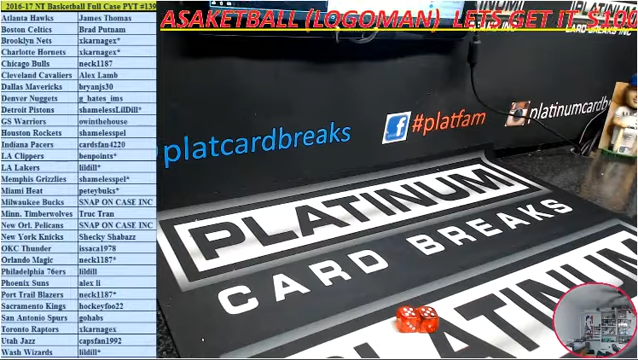 2016-17 NT Basketball Full Case PYT #139
Atlanta Hawks James Thomas
Boston Celtics Brad Putnam
Brooklyn Nets xkarnagex*
Charlotte Hornets xkarnagex*
Chicago Bulls neck1187
Cleveland Cavaliers Alex Lamb
Dallas Mavericks bryanjs30
Denver Nuggets g_hates_ims
Detroit Pistons shamelessLilDill*
GS Warriors owinthehouse
Houston Rockets shamelesspel
Indiana Pacers cardsfan4220
LA Clippers benpoints*
LA Lakers lildill*
Memphis Grizzlies shamelesspel*
Miami Heat peteybuks*
Milwaukee Bucks SNAP ON CASE INC
Minn. Timberwolves Truc Tran
New Orl. Pelicans SNAP ON CASE INC
New York Knicks Shecky Shabazz
OKC Thunder issaca1978
Orlando Magic neck1187*
Philadelphia 76ers lildill
Phoenix Suns alex li
Port Trail Blazers neck1187*
Sacramento Kings hockeyfoo22
San Antonio Spurs gohabs
Toronto Raptors xkarnagex
Utah Jazz capsfan1992
Wash Wizards lildill*
ASAKETBALL (LOGOMAN) LETS GET IT $100
@platcardbreaks
#platfam
@platinumcardb
PLATINUM
CARD BREAKS
PLATINUM